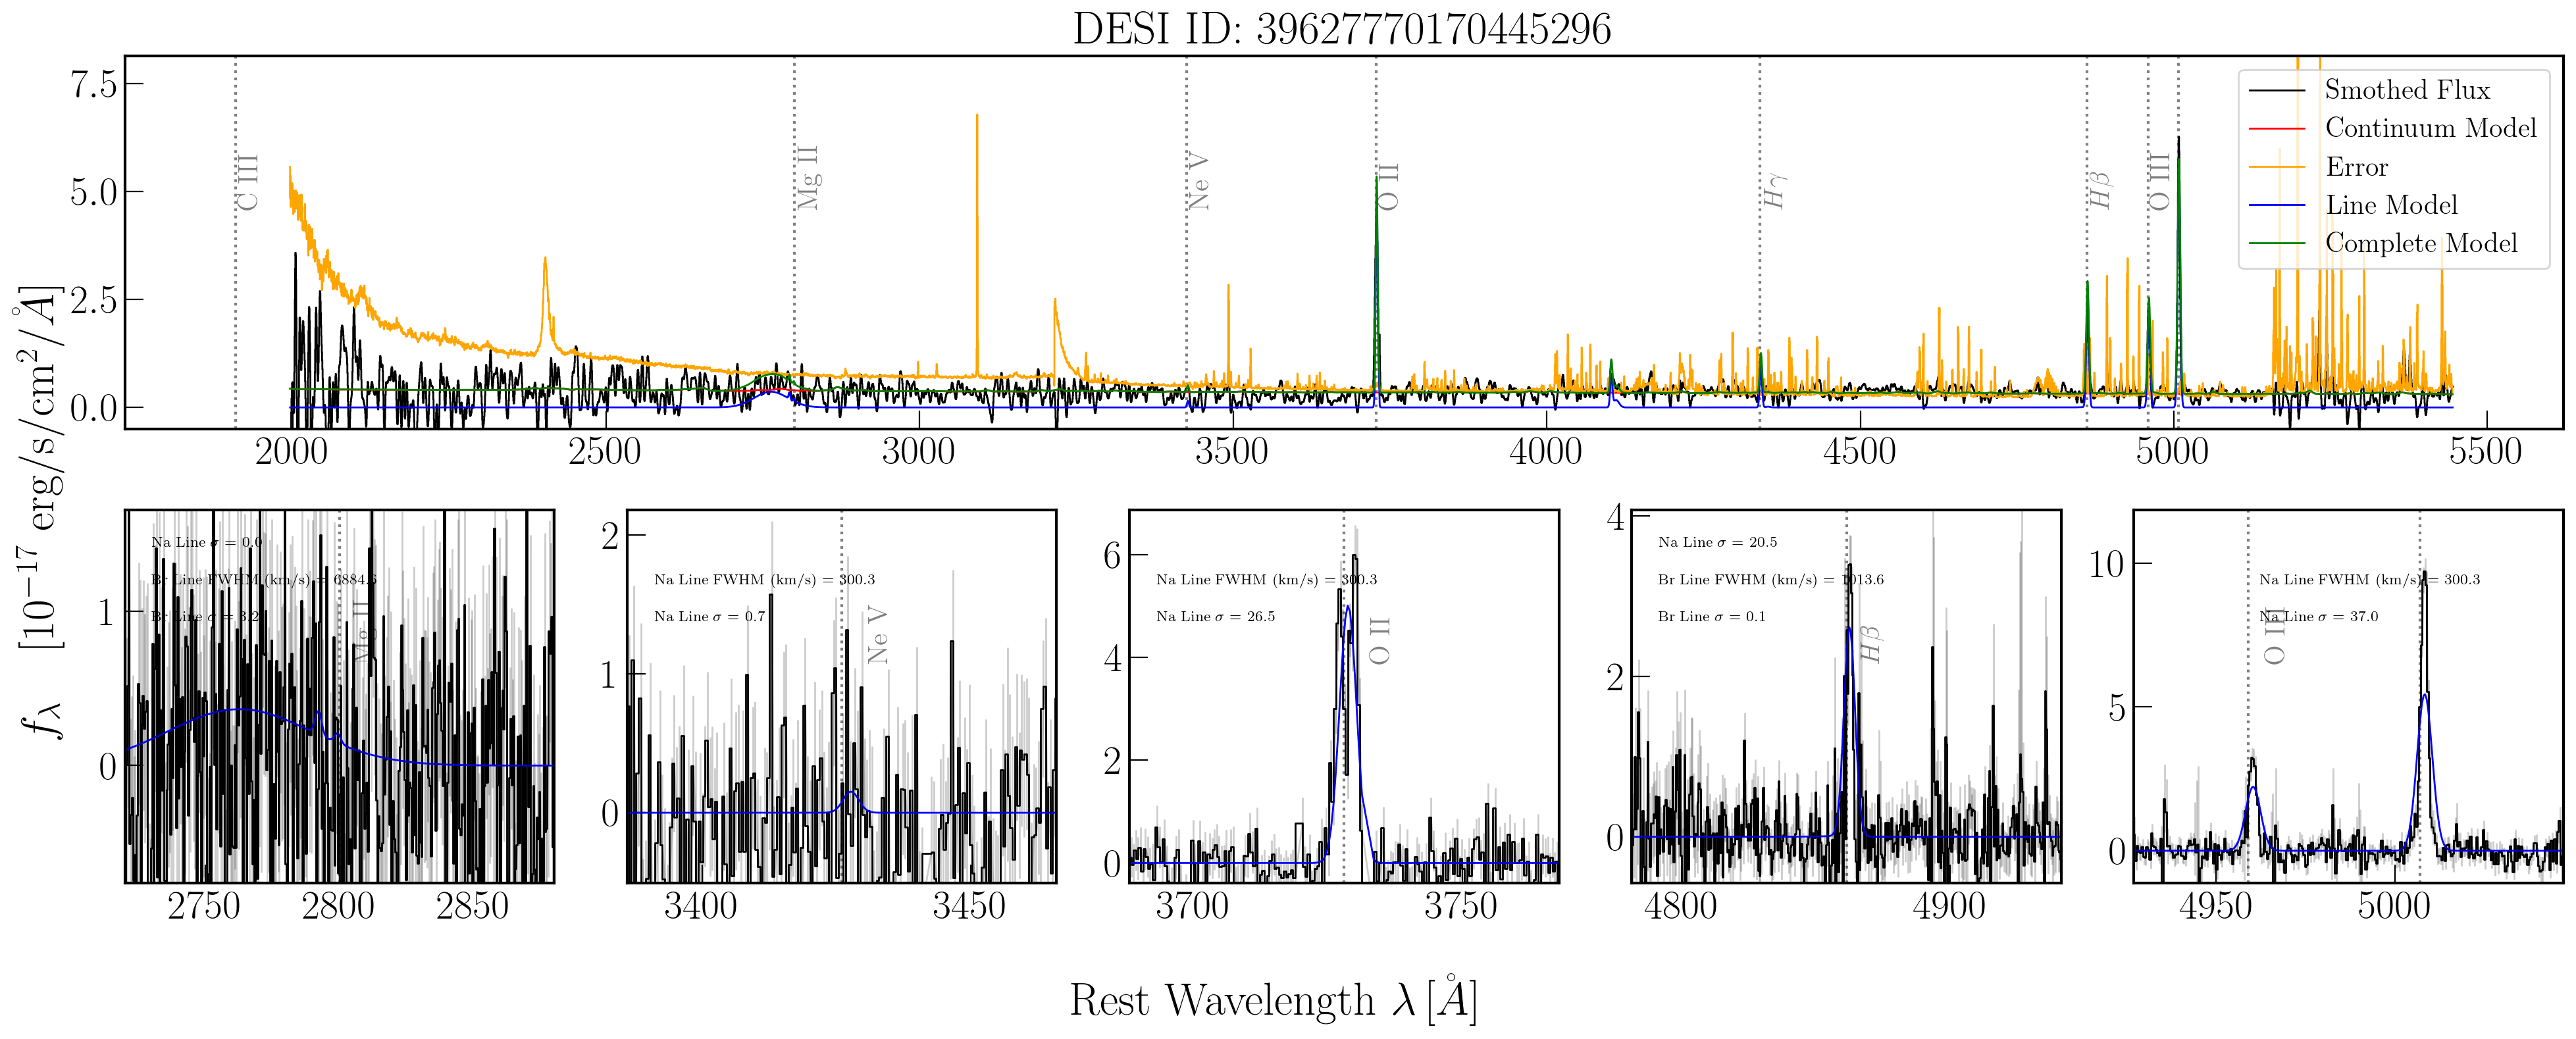 DESI ID: 39627770170445296
7.5
5.0
2.5
0.0
C III
Mg II
Ne V
O II
Hγ
Hβ
O III
Smothed Flux
Continuum Model
Error
Line Model
Complete Model
2000 2500 3000 3500 4000 4500 5000 5500
f_λ [10⁻¹⁷ erg/s/cm²/Å]
Na Line σ = 0.0
Br Line FWHM (km/s) = 6884.6
Br Line σ = 3.2
Mg II
1
0
2750 2800 2850
Na Line FWHM (km/s) = 300.3
Na Line σ = 0.7
Ne V
2
1
0
3400 3450
Na Line FWHM (km/s) = 300.3
Na Line σ = 26.5
O II
6
4
2
0
3700 3750
Na Line σ = 20.5
Br Line FWHM (km/s) = 1013.6
Br Line σ = 0.1
Hβ
4
2
0
4800 4900
Na Line FWHM (km/s) = 300.3
Na Line σ = 37.0
O III
10
5
0
4950 5000
Rest Wavelength λ [Å]